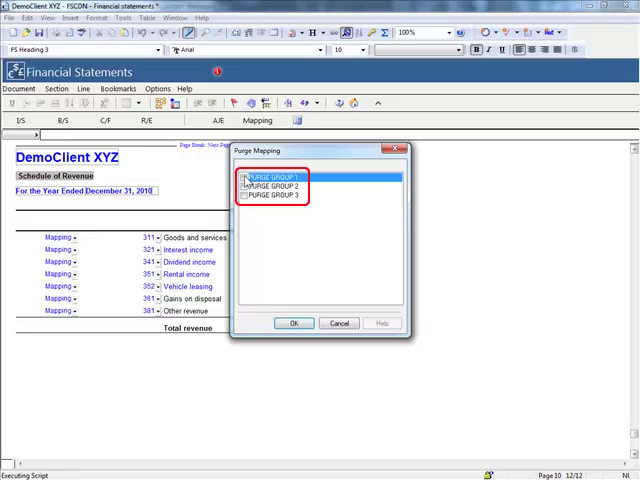 DemoClient XYZ - FSCDN - Financial statements *
Edit View Insert Format Tools Table Window Help
FS Heading 3 Arial 10 100% B I
Financial Statements
Document Section Line Bookmarks Options Help
I/S B/S C/F R/E AJE Mapping
Page Break: Next Pag
DemoClient XYZ
Schedule of Revenue
For the Year Ended December 31, 2010
Mapping 311 Goods and services
Mapping 321 Interest income
Mapping 341 Dividend income
Mapping 351 Rental income
Mapping 352 Vehicle leasing
Mapping 361 Gains on disposal
Mapping 381 Other revenue
Total revenue
Purge Mapping
PURGE GROUP 1
PURGE GROUP 2
PURGE GROUP 3
OK Cancel Help
Executing Script Page 10 12/12 NL